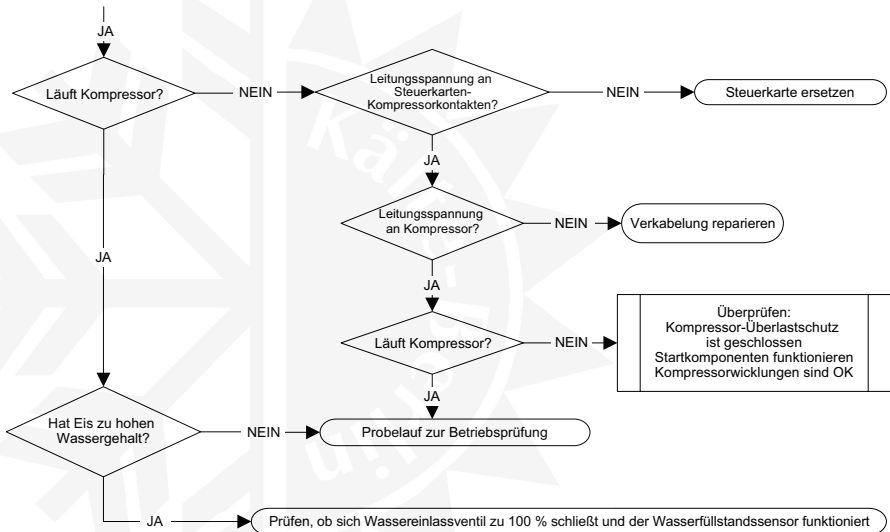 JA
Läuft Kompressor?
NEIN
Leitungsspannung an
Steuerkarten-
Kompressorkontakten?
NEIN
Steuerkarte ersetzen
JA
Leitungsspannung
an Kompressor?
NEIN
Verkabelung reparieren
JA
JA
Läuft Kompressor?
NEIN
Überprüfen:
Kompressor-Überlastschutz
ist geschlossen
Startkomponenten funktionieren
Kompressorwicklungen sind OK
JA
Hat Eis zu hohen
Wassergehalt?
NEIN
Probelauf zur Betriebsprüfung
JA
Prüfen, ob sich Wassereinlassventil zu 100 % schließt und der Wasserfüllstandssensor funktioniert